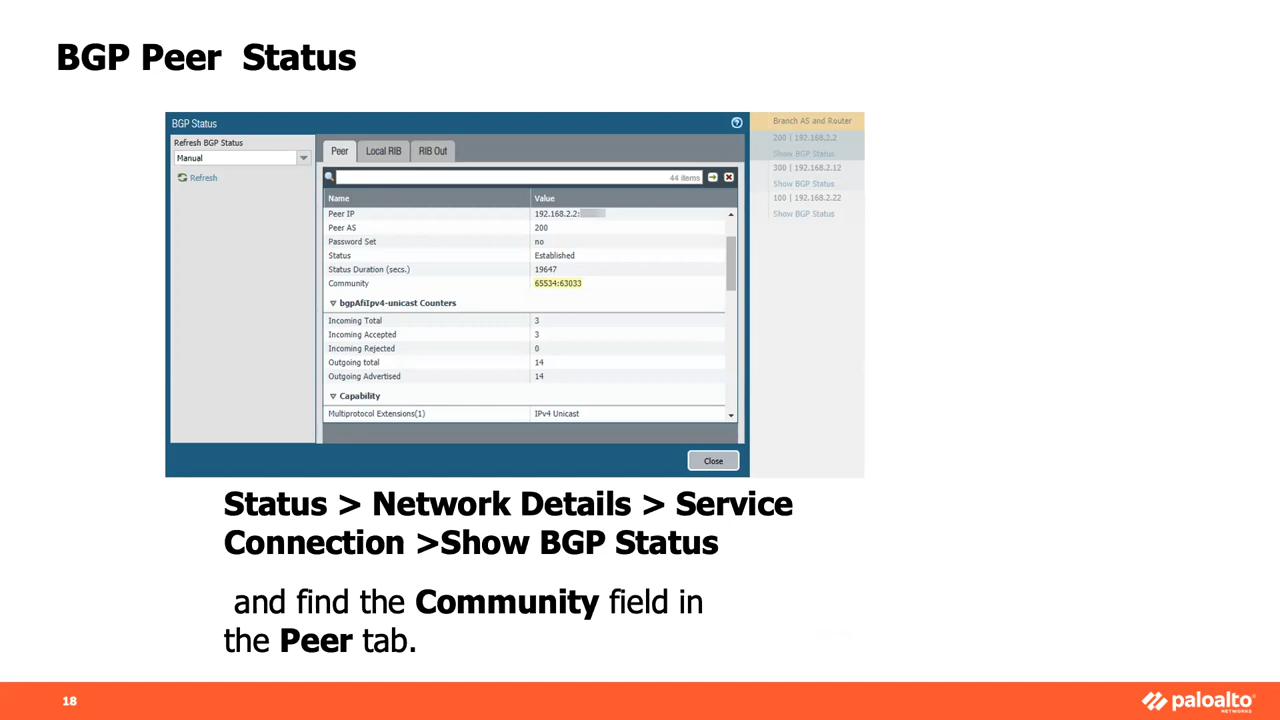 BGP Peer  Status
BGP Status
Refresh BGP Status
Manual
Refresh
Peer
Local RIB
RIB Out
44 items
Name Value
Peer IP 192.168.2.2:
Peer AS 200
Password Set no
Status Established
Status Duration (secs.) 19647
Community 65534:63033
bgpAfiIpv4-unicast Counters
Incoming Total 3
Incoming Accepted 3
Incoming Rejected 0
Outgoing total 14
Outgoing Advertised 14
Capability
Multiprotocol Extensions(1) IPv4 Unicast
Close
Branch AS and Router
200 | 192.168.2.2
Show BGP Status
300 | 192.168.2.12
Show BGP Status
100 | 192.168.2.22
Show BGP Status
Status > Network Details > Service
Connection >Show BGP Status
and find the Community field in
the Peer tab.
18
paloalto
NETWORKS